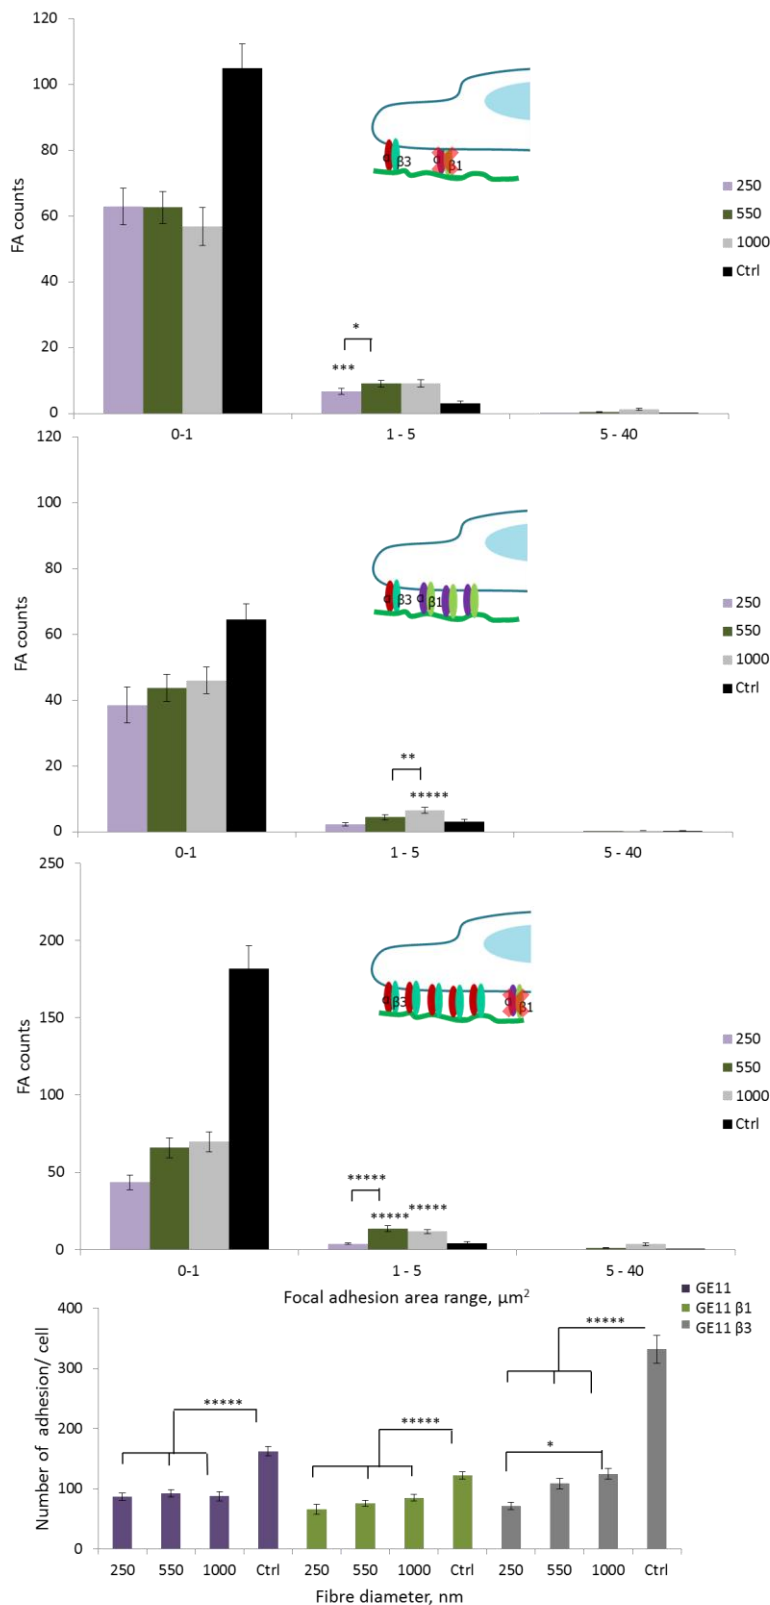 120
100
80
60
40
20
0
FA counts
α β3 α β1
250
550
1000
Ctrl
*
***
0-1 1 - 5 5 - 40
120
100
80
60
40
20
0
FA counts
α β3 α β1
250
550
1000
Ctrl
**
*****
0-1 1 - 5 5 - 40
250
200
150
100
50
0
FA counts
α β3 α β1
250
550
1000
Ctrl
*****
***** *****
0-1 1 - 5 5 - 40
Focal adhesion area range, µm²
GE11
GE11 β1
GE11 β3
400
300
200
100
0
Number of adhesion/ cell
*****
*****
*****
*
250 550 1000 Ctrl 250 550 1000 Ctrl 250 550 1000 Ctrl
Fibre diameter, nm